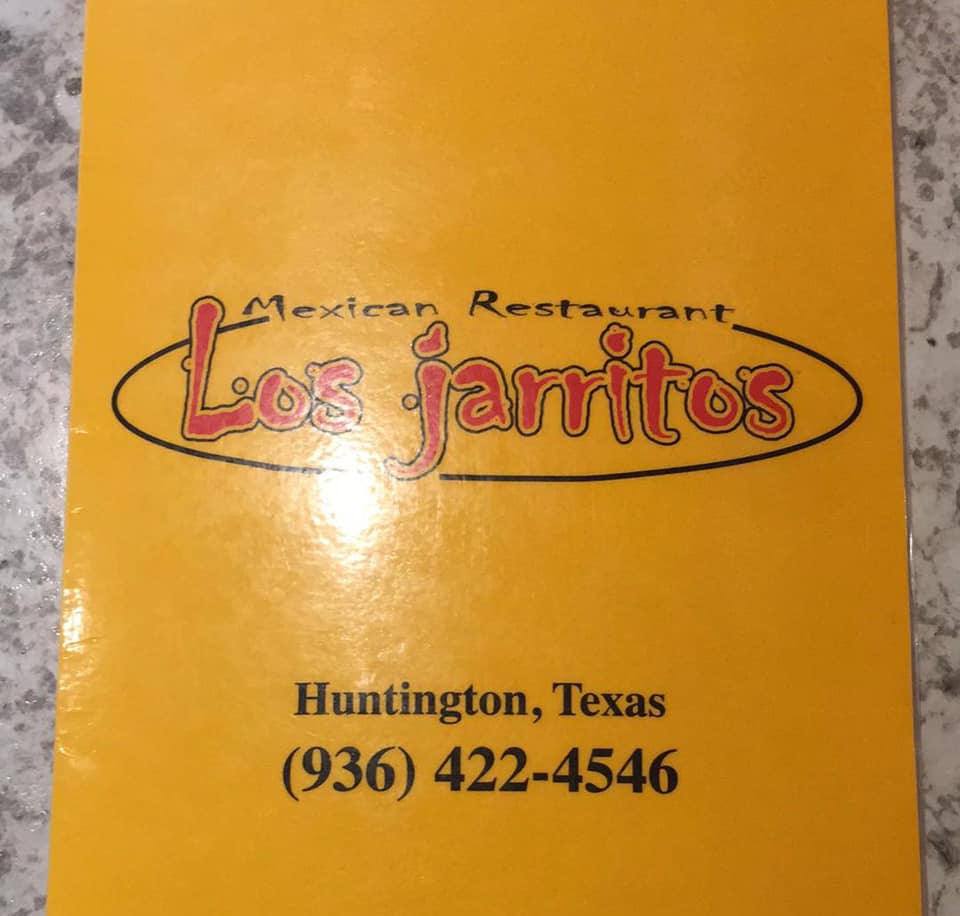 Mexican Restaurant
Los jarritos
Huntington, Texas
(936) 422-4546